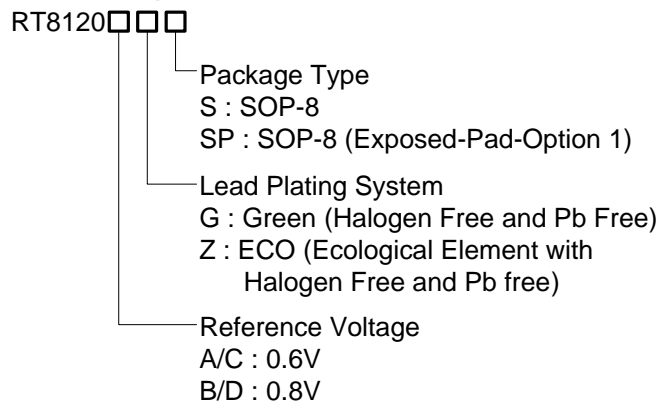 RT8120□□□
Package Type
S : SOP-8
SP : SOP-8 (Exposed-Pad-Option 1)
Lead Plating System
G : Green (Halogen Free and Pb Free)
Z : ECO (Ecological Element with
Halogen Free and Pb free)
Reference Voltage
A/C : 0.6V
B/D : 0.8V